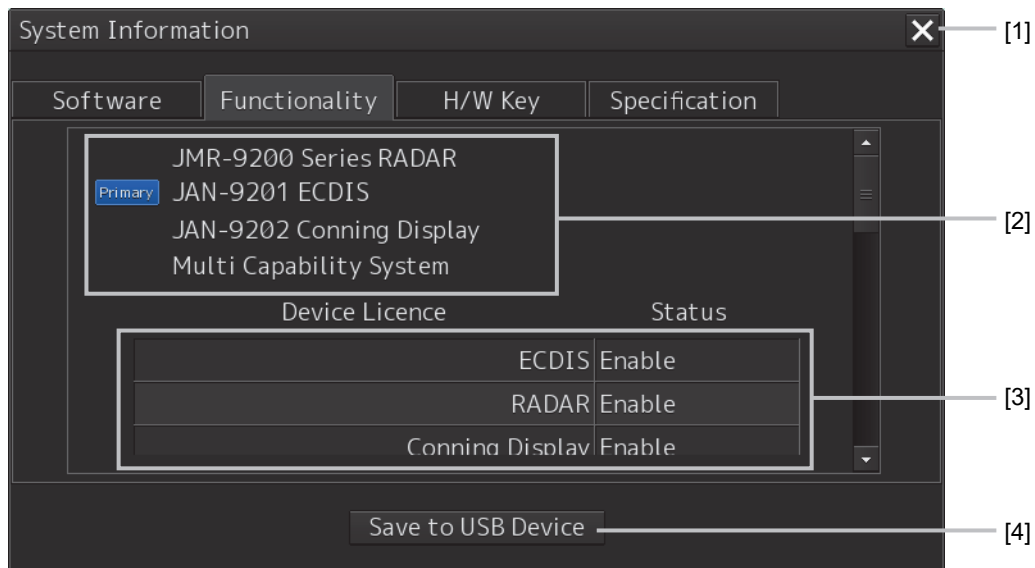 System Information
[1]
Software Functionality H/W Key Specification
JMR-9200 Series RADAR
Primary JAN-9201 ECDIS
JAN-9202 Conning Display
[2]
Multi Capability System
Device Licence Status
ECDIS Enable
RADAR Enable
[3]
Conning Display Enable
Save to USB Device
[4]